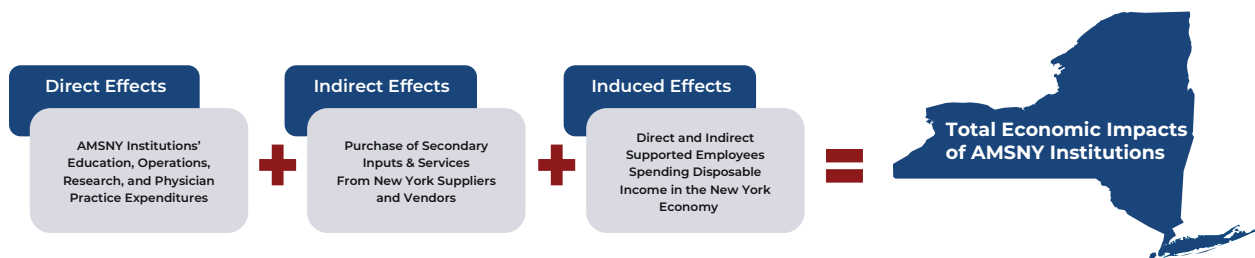 Direct Effects
AMSNY Institutions’
Education, Operations,
Research, and Physician
Practice Expenditures
Indirect Effects
Purchase of Secondary
Inputs & Services
From New York Suppliers
and Vendors
Induced Effects
Direct and Indirect
Supported Employees
Spending Disposable
Income in the New York
Economy
Total Economic Impacts
of AMSNY Institutions